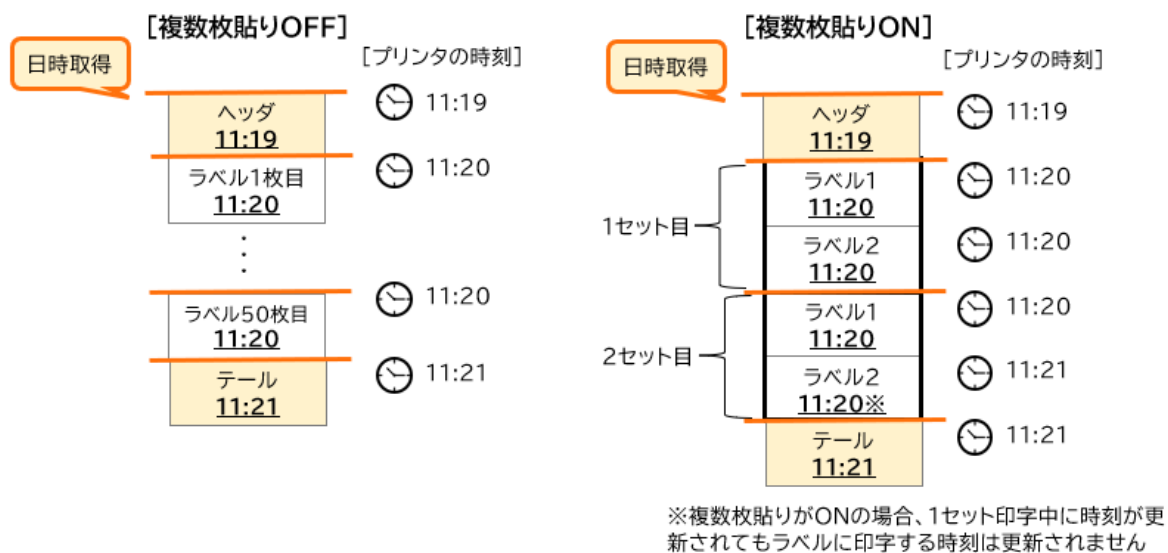 [複数枚貼りOFF]
日時取得
[プリンタの時刻]
ヘッダ
11:19
11:19
ラベル1枚目
11:20
11:20
・
・
・
ラベル50枚目
11:20
11:20
テール
11:21
11:21
[複数枚貼りON]
日時取得
[プリンタの時刻]
ヘッダ
11:19
11:19
1セット目
ラベル1
11:20
11:20
ラベル2
11:20
11:20
2セット目
ラベル1
11:20
11:20
ラベル2
11:20※
11:21
テール
11:21
11:21
※複数枚貼りがONの場合、1セット印字中に時刻が更
新されてもラベルに印字する時刻は更新されません